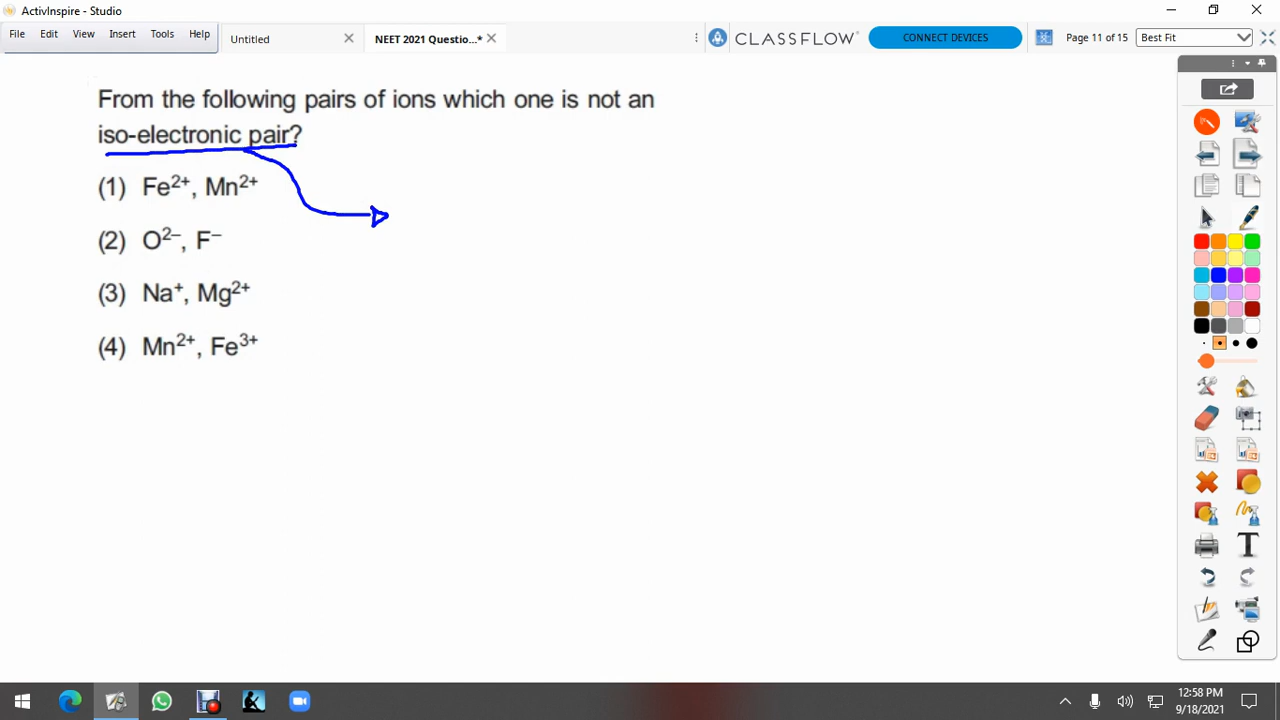 ActivInspire - Studio
File Edit View Insert Tools Help
Untitled
NEET 2021 Questio...*
CLASSFLOW
CONNECT DEVICES
Page 11 of 15
Best Fit
From the following pairs of ions which one is not an
iso-electronic pair?
(1) Fe²⁺, Mn²⁺
(2) O²⁻, F⁻
(3) Na⁺, Mg²⁺
(4) Mn²⁺, Fe³⁺
12:58 PM
9/18/2021